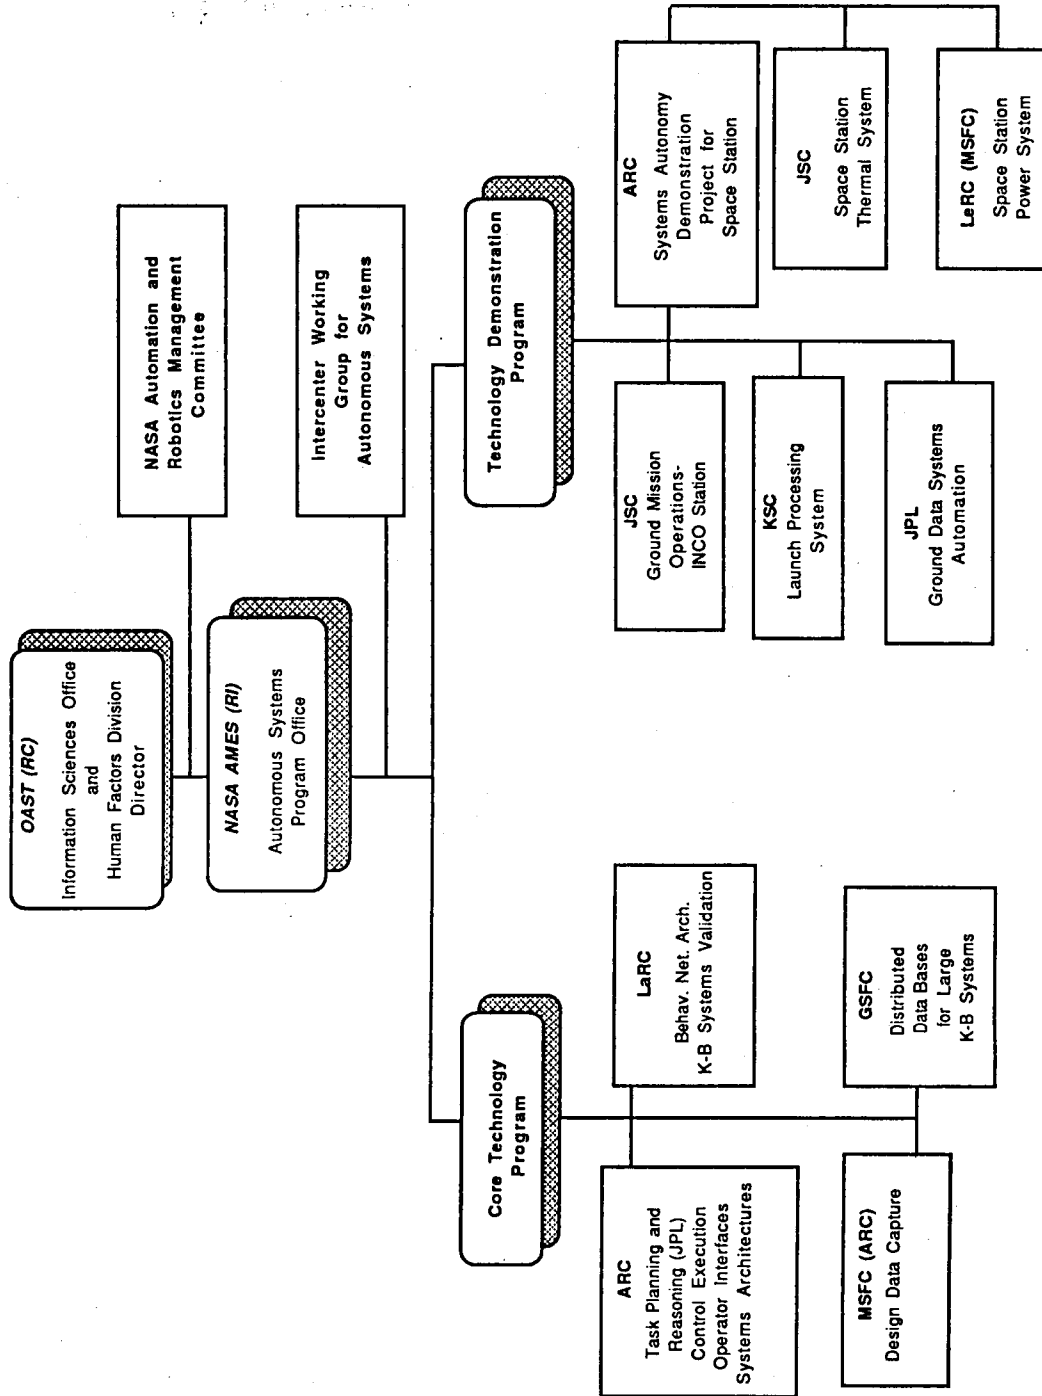 OAST (RC)
Information Sciences Office
and
Human Factors Division
Director
NASA Automation and
Robotics Management
Committee
NASA AMES (RI)
Autonomous Systems
Program Office
Intercenter Working
Group for
Autonomous Systems
Core Technology
Program
Technology Demonstration
Program
ARC
Task Planning and
Reasoning (JPL)
Control Execution
Operator Interfaces
Systems Architectures
LaRC
Behav. Net. Arch.
K-B Systems Validation
MSFC (ARC)
Design Data Capture
GSFC
Distributed
Data Bases
for Large
K-B Systems
JSC
Ground Mission
Operations-
INCO Station
KSC
Launch Processing
System
JPL
Ground Data Systems
Automation
ARC
Systems Autonomy
Demonstration
Project for
Space Station
JSC
Space Station
Thermal System
LeRC (MSFC)
Space Station
Power System